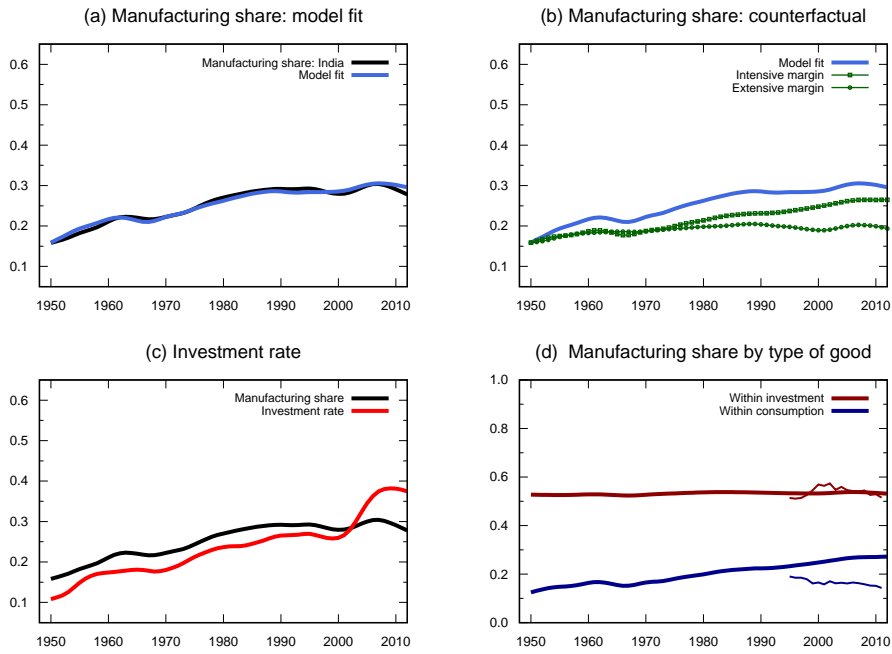 (a) Manufacturing share: model fit
0.6
0.5
0.4
0.3
0.2
0.1
Manufacturing share: India
Model fit
1950 1960 1970 1980 1990 2000 2010
(b) Manufacturing share: counterfactual
0.6
0.5
0.4
0.3
0.2
0.1
Model fit
Intensive margin
Extensive margin
1950 1960 1970 1980 1990 2000 2010
(c) Investment rate
0.6
0.5
0.4
0.3
0.2
0.1
Manufacturing share
Investment rate
1950 1960 1970 1980 1990 2000 2010
(d) Manufacturing share by type of good
1.0
0.8
0.6
0.4
0.2
0.0
Within investment
Within consumption
1950 1960 1970 1980 1990 2000 2010